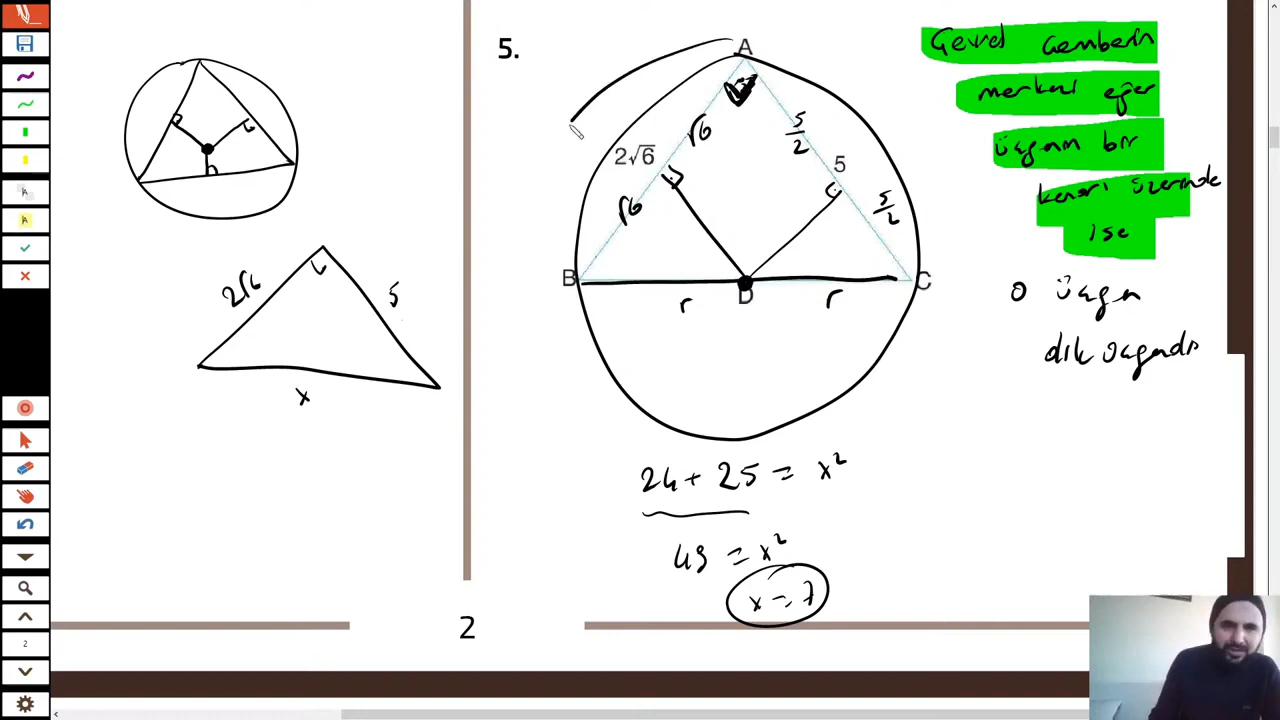 5.
A
√6
2√6
√6
5/2
5
5/2
B
D
C
r
r
2√6
5
x
24 + 25 = x²
49 = x²
x = 7
Çevrel Çemberin
merkezi eğer
üçgenin bir
kenarı üzerinde
ise
o üçgen
dik üçgendir
2
2